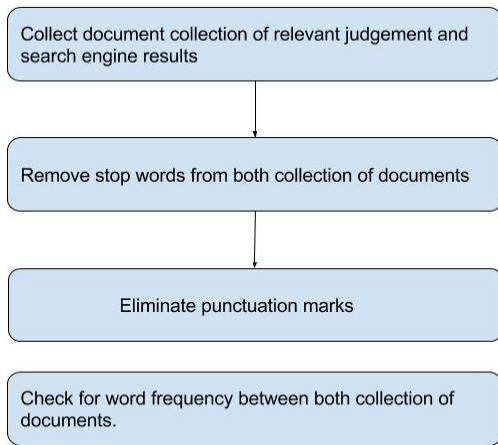 Collect document collection of relevant judgement and
search engine results
Remove stop words from both collection of documents
Eliminate punctuation marks
Check for word frequency between both collection of
documents.